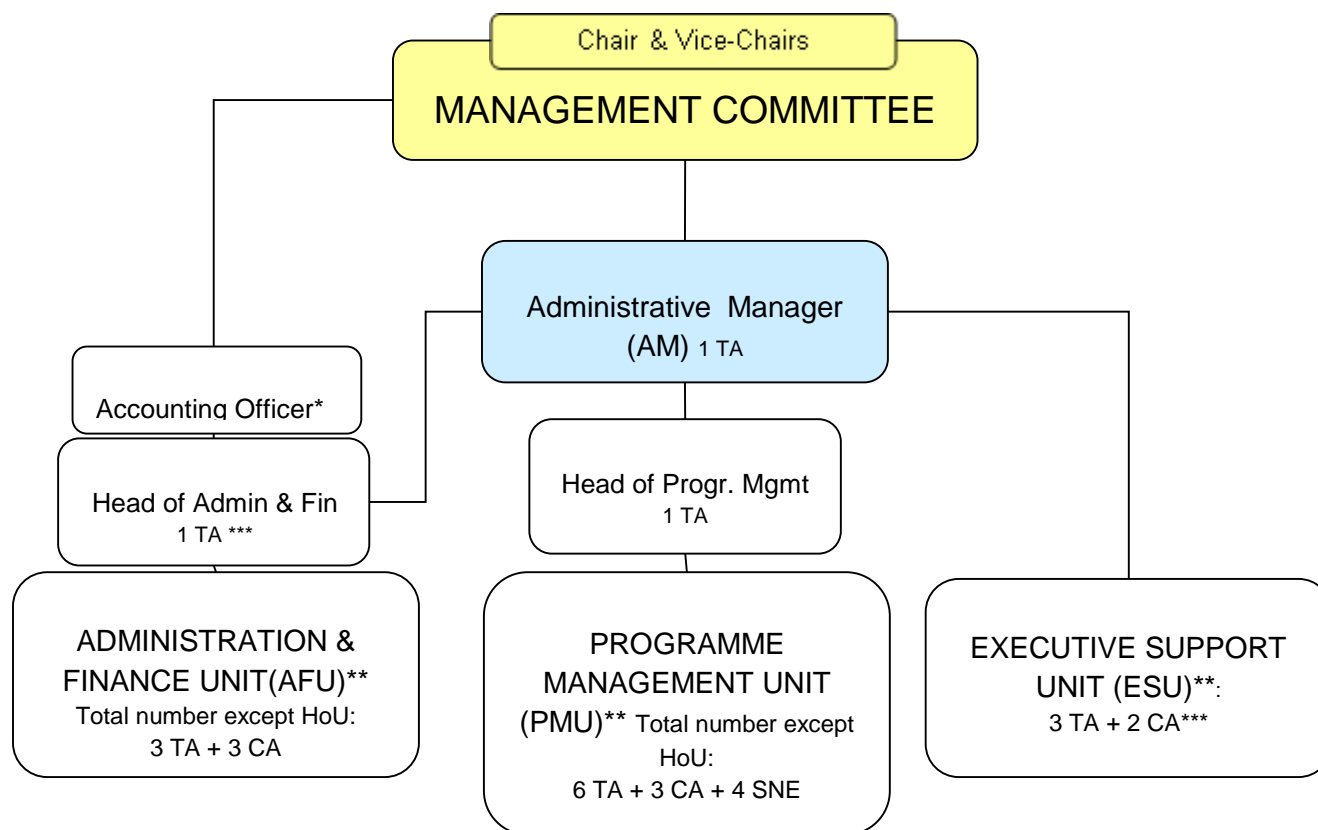 Chair & Vice-Chairs
MANAGEMENT COMMITTEE
Administrative Manager
(AM) 1 TA
Accounting Officer*
Head of Admin & Fin
1 TA ***
Head of Progr. Mgmt
1 TA
ADMINISTRATION &
FINANCE UNIT(AFU)**
Total number except HoU:
3 TA + 3 CA
PROGRAMME
MANAGEMENT UNIT
(PMU)** Total number except
HoU:
6 TA + 3 CA + 4 SNE
EXECUTIVE SUPPORT
UNIT (ESU)**:
3 TA + 2 CA***